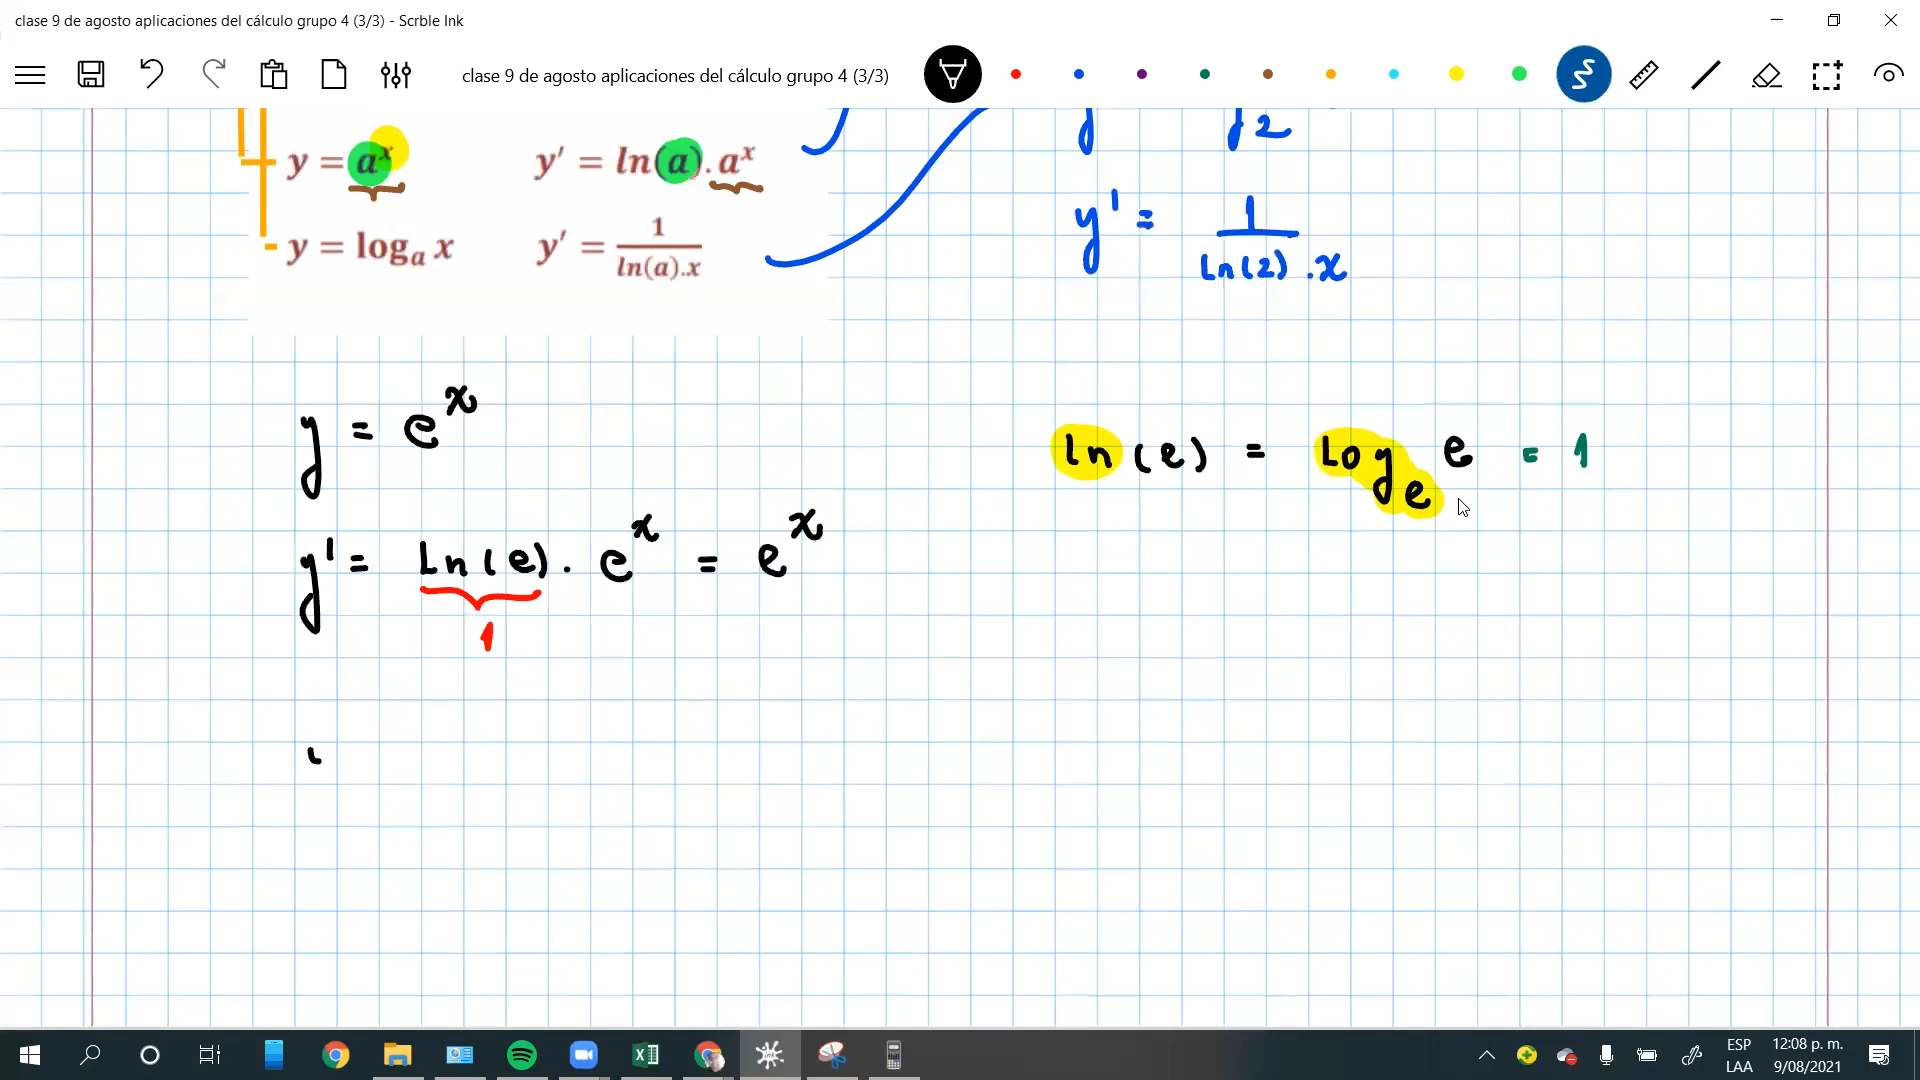 clase 9 de agosto aplicaciones del cálculo grupo 4 (3/3) - Scrble Ink
clase 9 de agosto aplicaciones del cálculo grupo 4 (3/3)
y = a^x y' = ln(a).a^x
y = log_a x y' = 1/ln(a).x
y' = 1/ln(2) . x
y = e^x
y' = ln(e) . e^x = e^x
1
ln (e) = Log_e e = 1
ESP
LAA
12:08 p. m.
9/08/2021